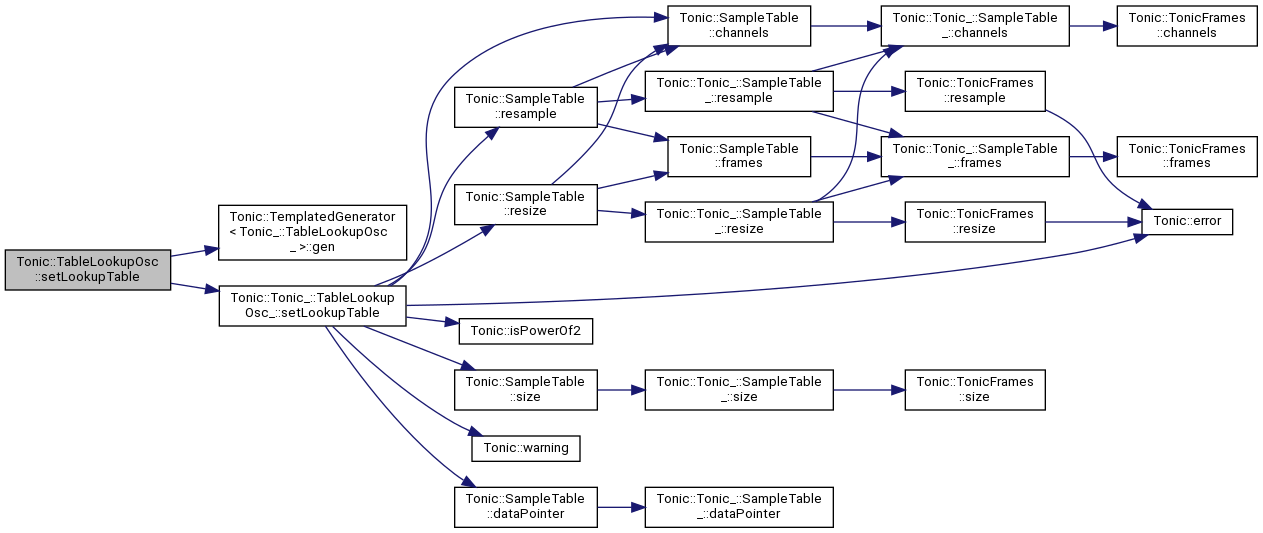 Tonic::TableLookupOsc
::setLookupTable
Tonic::TemplatedGenerator
< Tonic_::TableLookupOsc
_ >::gen
Tonic::Tonic_::TableLookup
Osc_::setLookupTable
Tonic::SampleTable
::resample
Tonic::SampleTable
::resize
Tonic::isPowerOf2
Tonic::SampleTable
::size
Tonic::warning
Tonic::SampleTable
::dataPointer
Tonic::SampleTable
::channels
Tonic::Tonic_::SampleTable
_::resample
Tonic::SampleTable
::frames
Tonic::Tonic_::SampleTable
_::resize
Tonic::Tonic_::SampleTable
_::size
Tonic::Tonic_::SampleTable
_::dataPointer
Tonic::Tonic_::SampleTable
_::channels
Tonic::TonicFrames
::resample
Tonic::Tonic_::SampleTable
_::frames
Tonic::TonicFrames
::resize
Tonic::TonicFrames
::size
Tonic::TonicFrames
::channels
Tonic::TonicFrames
::frames
Tonic::error